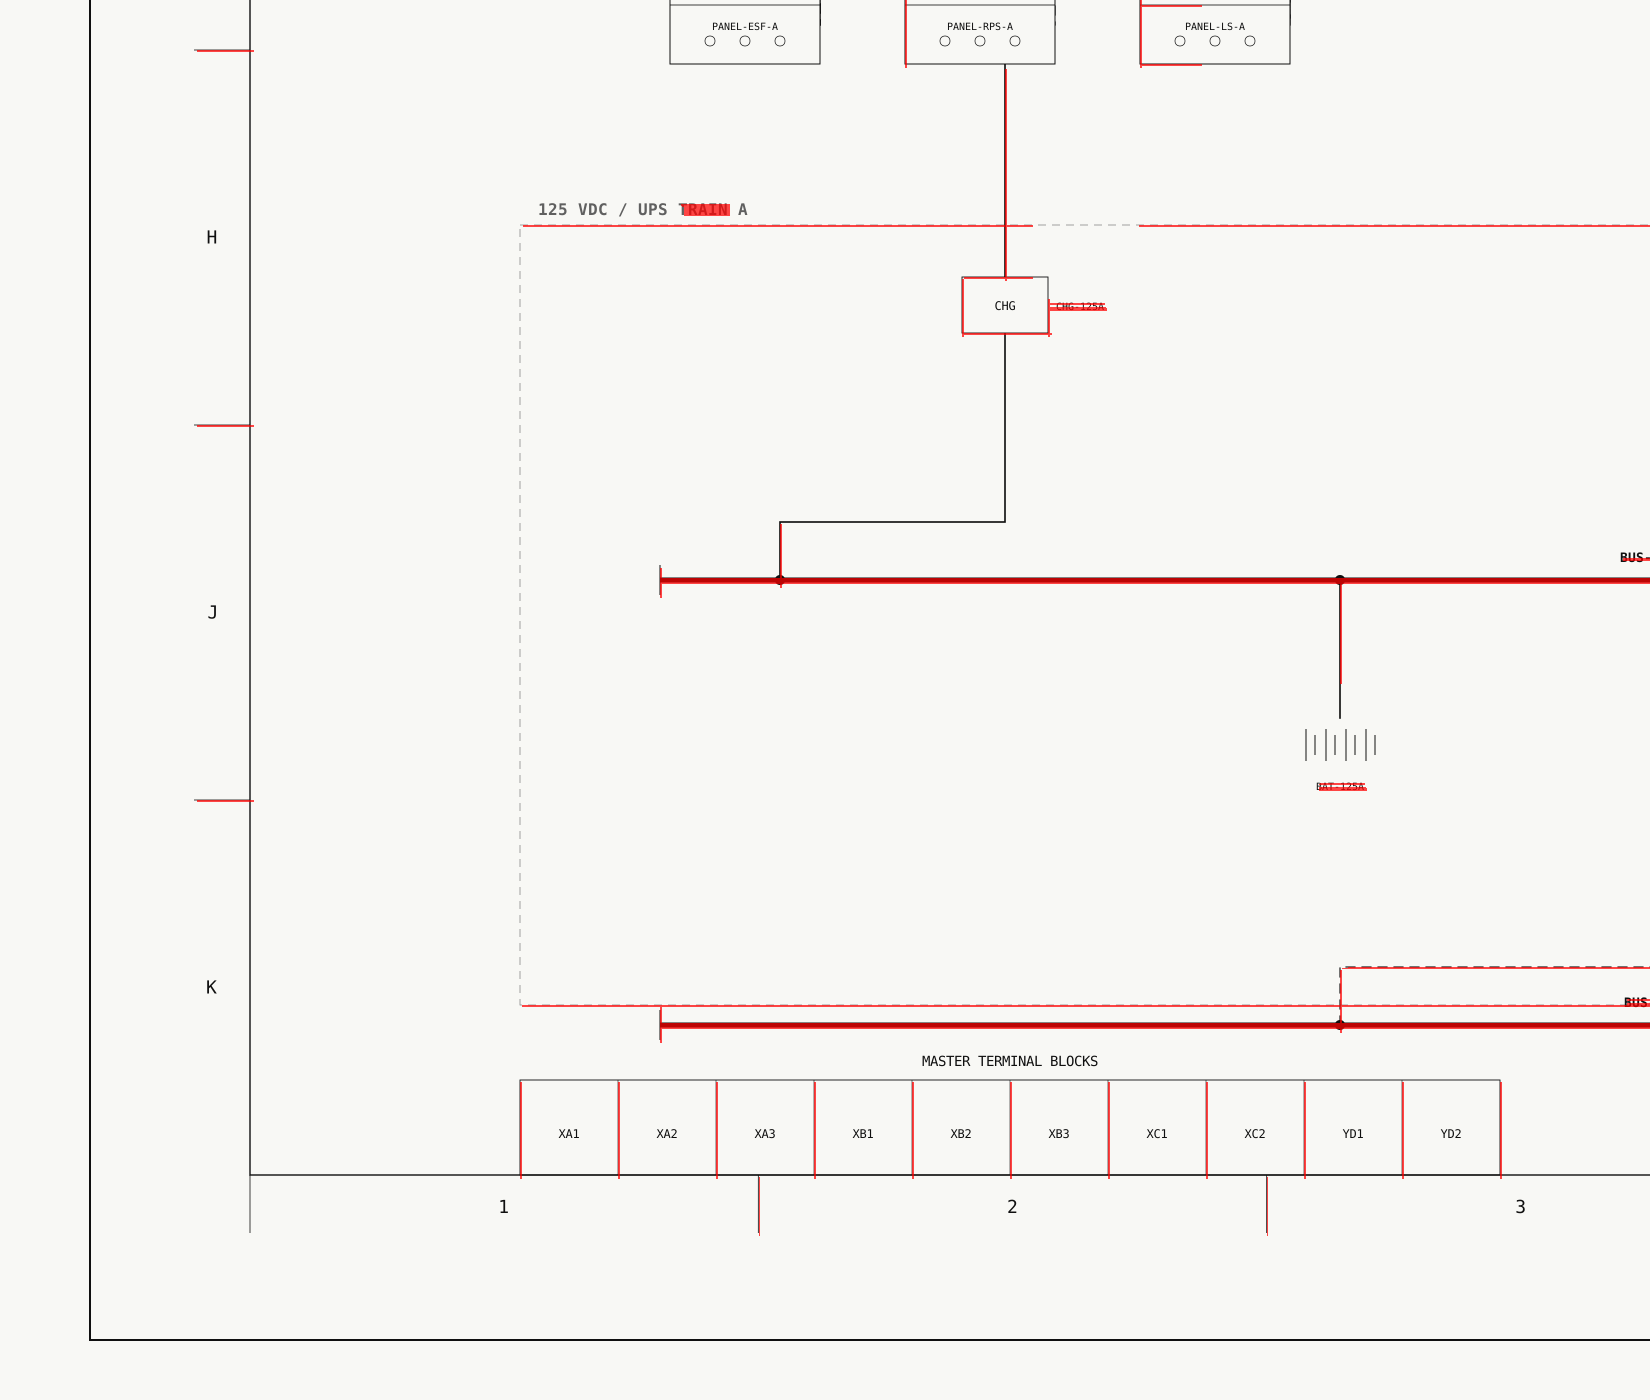 PANEL-ESF-A
PANEL-RPS-A
PANEL-LS-A
125 VDC / UPS TRAIN A
H
CHG
CHG-125A
BUS-
J
BAT-125A
K
BUS
MASTER TERMINAL BLOCKS
XA1
XA2
XA3
XB1
XB2
XB3
XC1
XC2
YD1
YD2
1
2
3